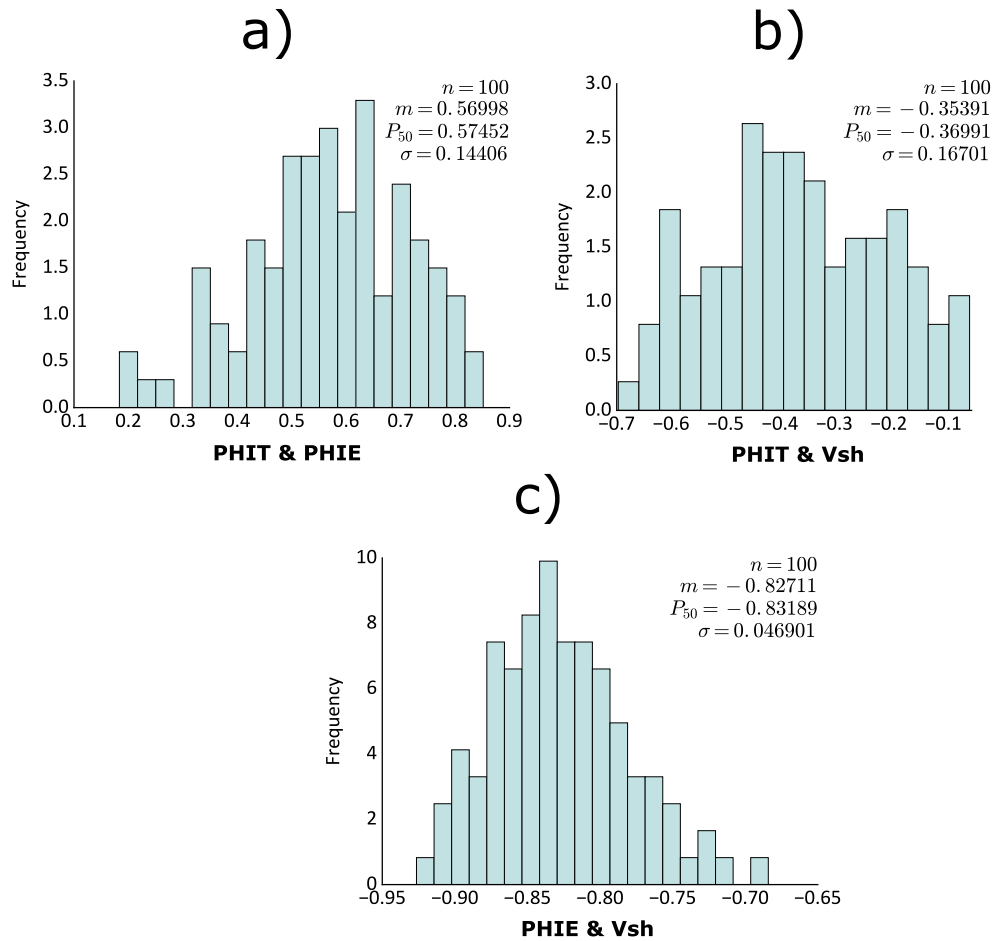 a)
3.5
3.0
2.5
2.0
1.5
1.0
0.5
0.0
Frequency
n = 100
m = 0.56998
P50 = 0.57452
σ = 0.14406
0.1 0.2 0.3 0.4 0.5 0.6 0.7 0.8 0.9
PHIT & PHIE
b)
3.0
2.5
2.0
1.5
1.0
0.5
0.0
Frequency
n = 100
m = −0.35391
P50 = −0.36991
σ = 0.16701
−0.7 −0.6 −0.5 −0.4 −0.3 −0.2 −0.1
PHIT & Vsh
c)
10
8
6
4
2
0
Frequency
n = 100
m = −0.82711
P50 = −0.83189
σ = 0.046901
−0.95 −0.90 −0.85 −0.80 −0.75 −0.70 −0.65
PHIE & Vsh